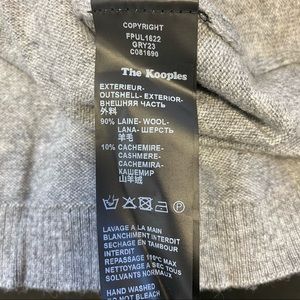 COPYRIGHT
FPUL1622
GRY23
C081690
The Kooples
EXTERIEUR-
OUTSHELL- EXTERIOR-
ВНЕШНЯЯ ЧАСТЬ
外料
90% LAINE- WOOL-
LANA- ШЕРСТЬ
羊毛
10% CACHEMIRE-
CASHMERE-
CACHEMIRA-
КАШЕМИР
山羊绒
LAVAGE A LA MAIN
BLANCHIMENT INTERDIT
SECHAGE EN TAMBOUR
INTERDIT
REPASSAGE 110°C MAX
NETTOYAGE A SEC TOUS
SOLVANTS NORMAUX
HAND WASHED
DO NOT BLEACH